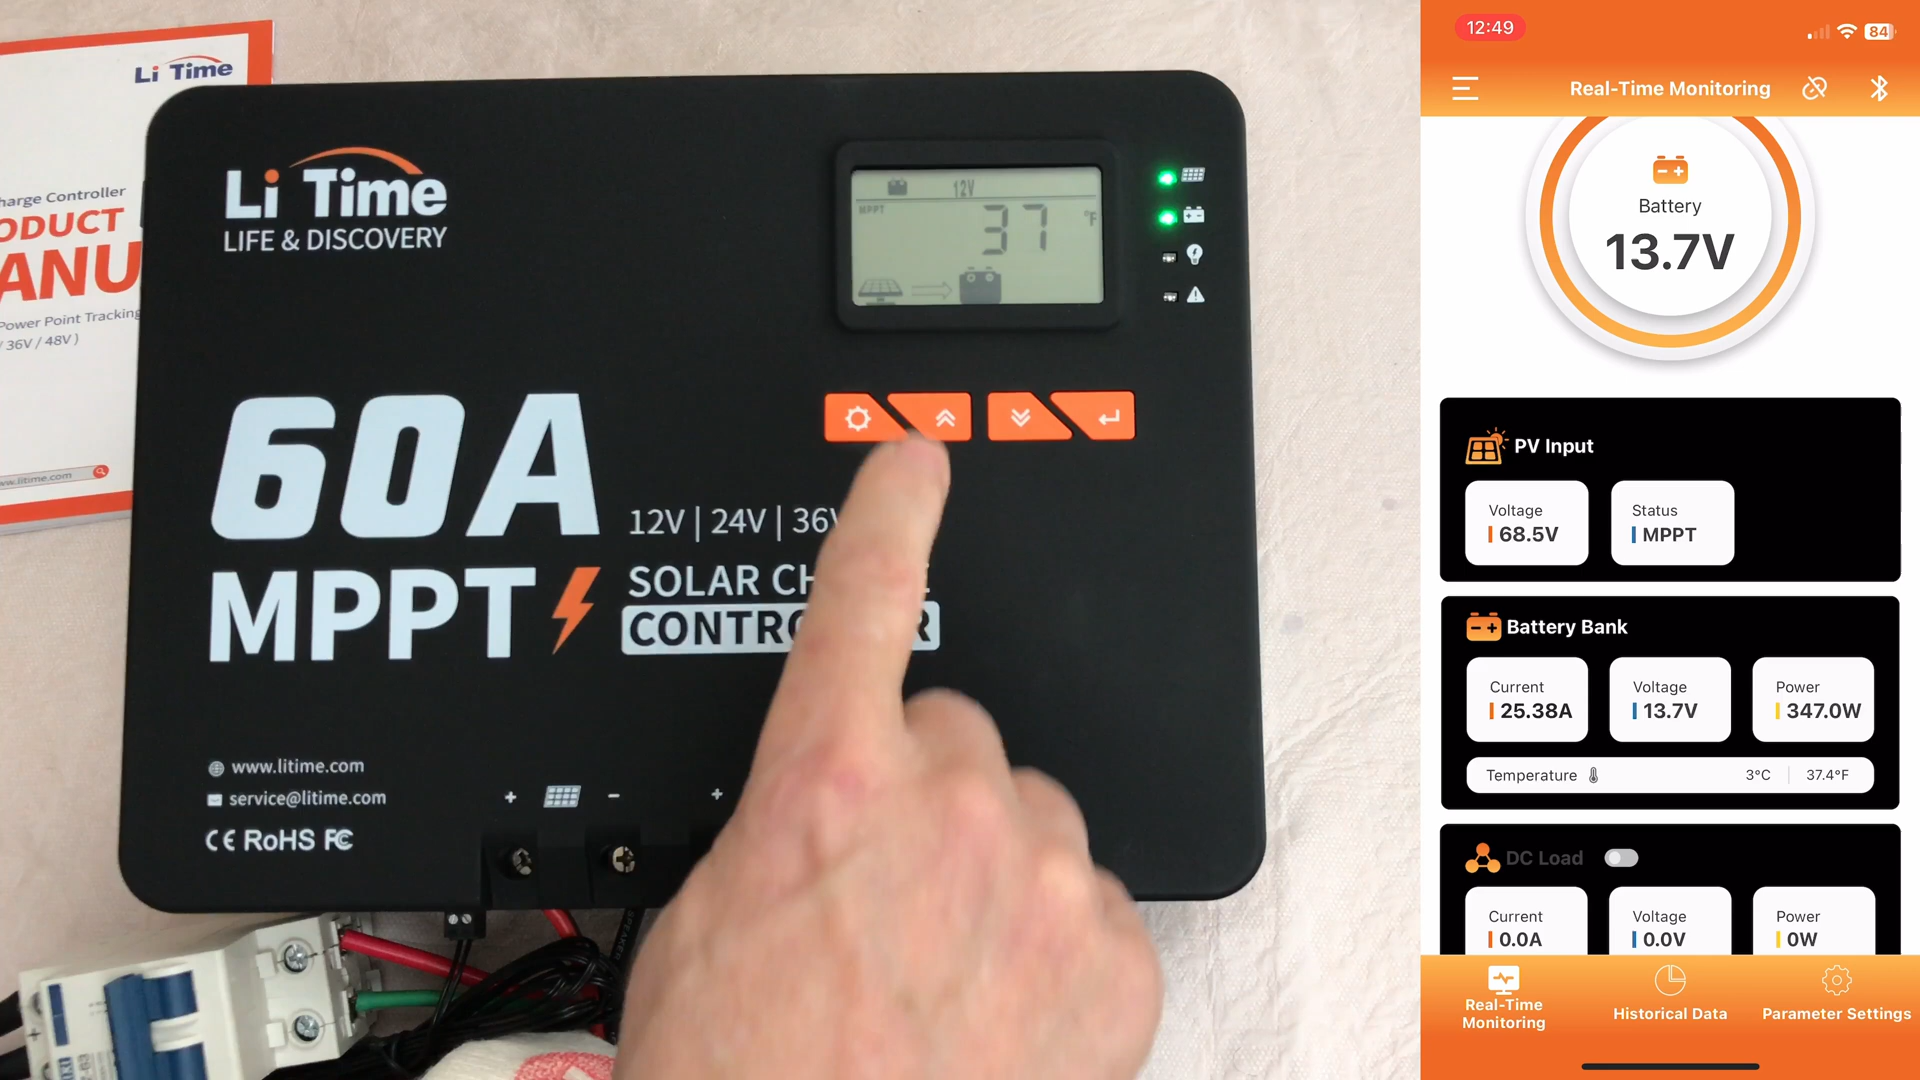 Li Time
harge Controller
ODUCT
ANU
Power Point Tracking
/ 36V / 48V )
ww.litime.com
Li Time
LIFE & DISCOVERY
12V
MPPT
37
°F
60A
12V | 24V | 36V
MPPT
SOLAR CH E
CONTRO R
www.litime.com
service@litime.com
CE RoHS FC
+ -
+
12:49
84
Real-Time Monitoring
Battery
13.7V
PV Input
Voltage
68.5V
Status
MPPT
Battery Bank
Current
25.38A
Voltage
13.7V
Power
347.0W
Temperature
3°C
37.4°F
DC Load
Current
0.0A
Voltage
0.0V
Power
0W
Real-Time
Monitoring
Historical Data
Parameter Settings